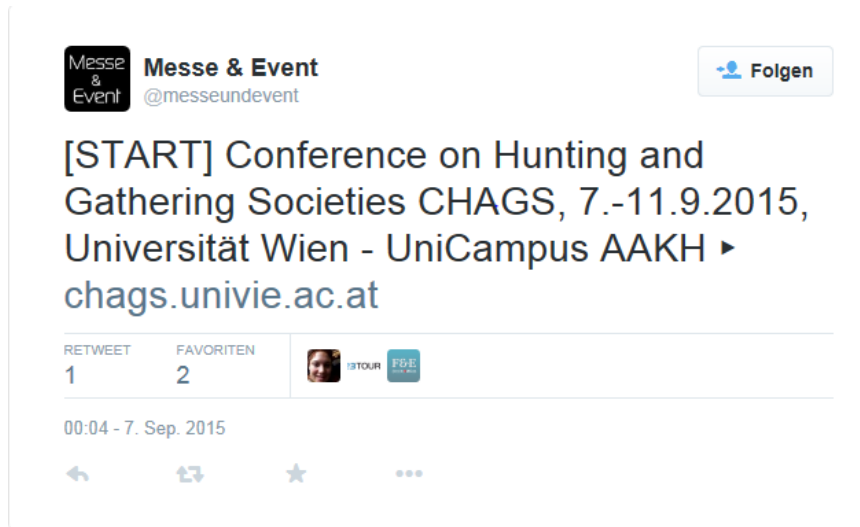 Messe
&
Event
Messe & Event
@messeundevent
Folgen
[START] Conference on Hunting and
Gathering Societies CHAGS, 7.-11.9.2015,
Universität Wien - UniCampus AAKH ▸
chags.univie.ac.at
RETWEET
1
FAVORITEN
2
TOUR
F&E
00:04 - 7. Sep. 2015